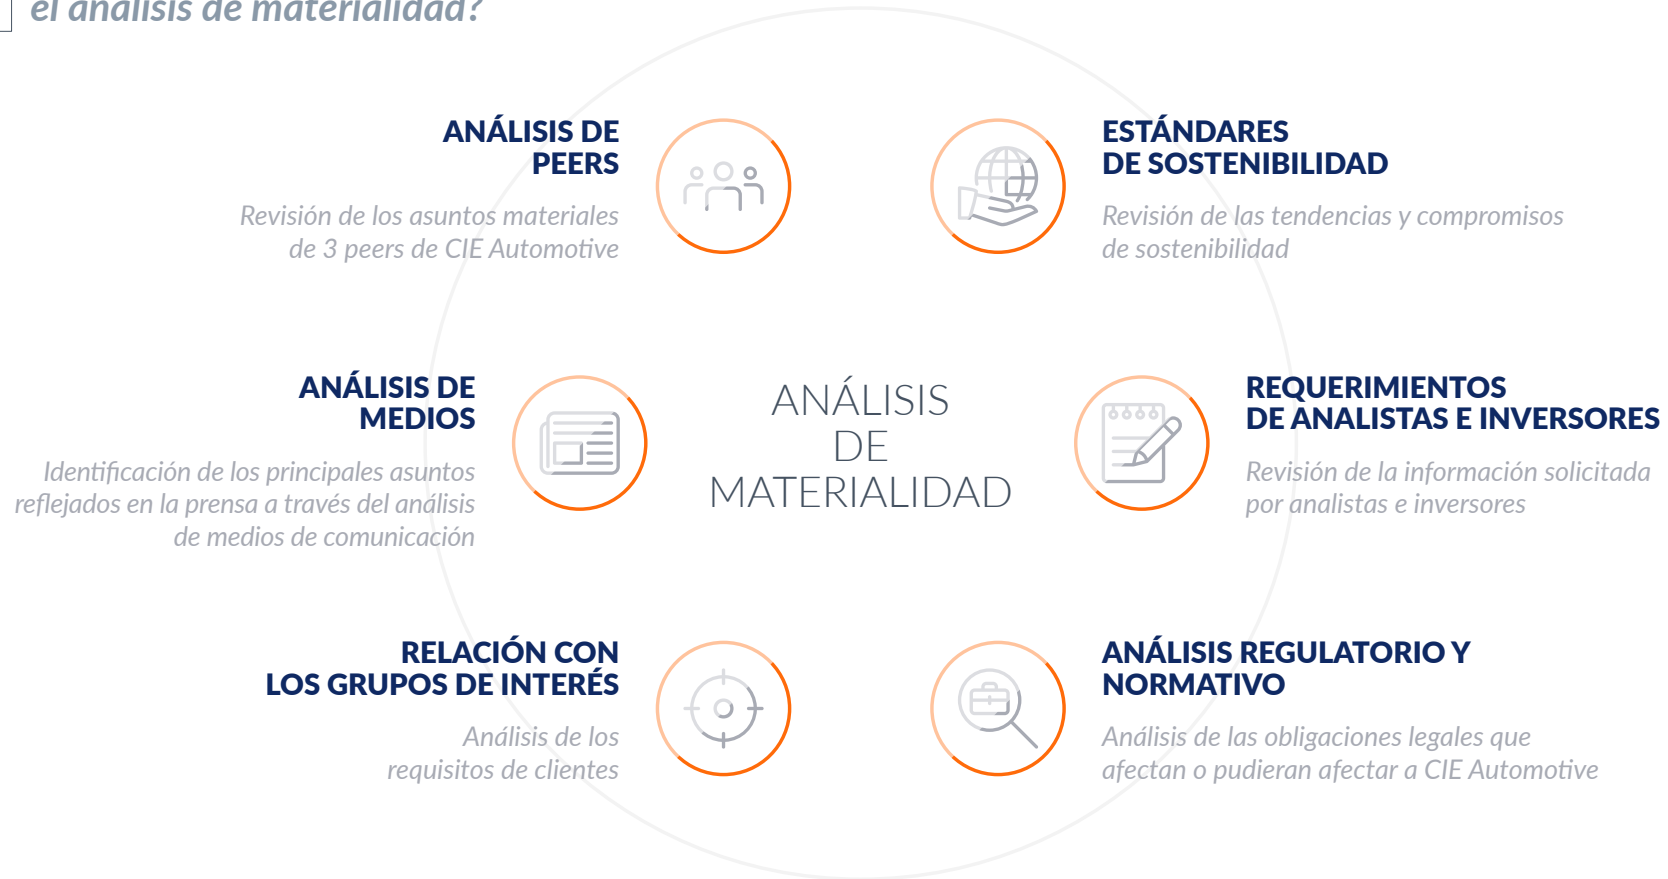 el análisis de materialidad?
ANÁLISIS DE
PEERS
Revisión de los asuntos materiales
de 3 peers de CIE Automotive
ESTÁNDARES
DE SOSTENIBILIDAD
Revisión de las tendencias y compromisos
de sostenibilidad
ANÁLISIS DE
MEDIOS
Identificación de los principales asuntos
reflejados en la prensa a través del análisis
de medios de comunicación
ANÁLISIS
DE
MATERIALIDAD
REQUERIMIENTOS
DE ANALISTAS E INVERSORES
Revisión de la información solicitada
por analistas e inversores
RELACIÓN CON
LOS GRUPOS DE INTERÉS
Análisis de los
requisitos de clientes
ANÁLISIS REGULATORIO Y
NORMATIVO
Análisis de las obligaciones legales que
afectan o pudieran afectar a CIE Automotive